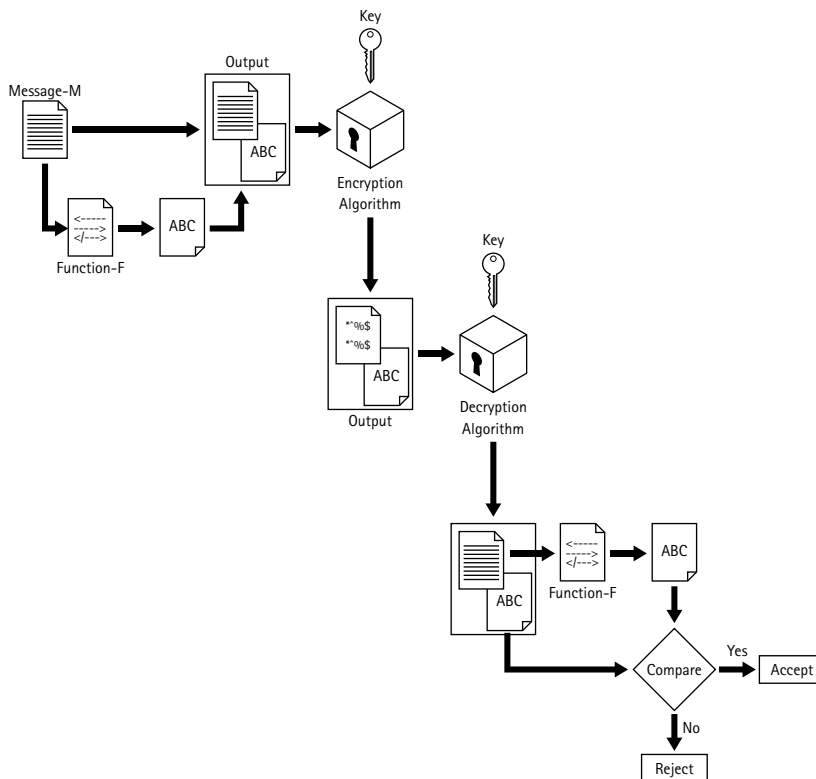 Key
Output
Message-M
ABC
Encryption
Algorithm
<-----
----->
</--->
ABC
Function-F
Key
*^%$
*^%$
ABC
Output
Decryption
Algorithm
<-----
----->
</--->
ABC
Function-F
ABC
Compare
Yes
Accept
No
Reject